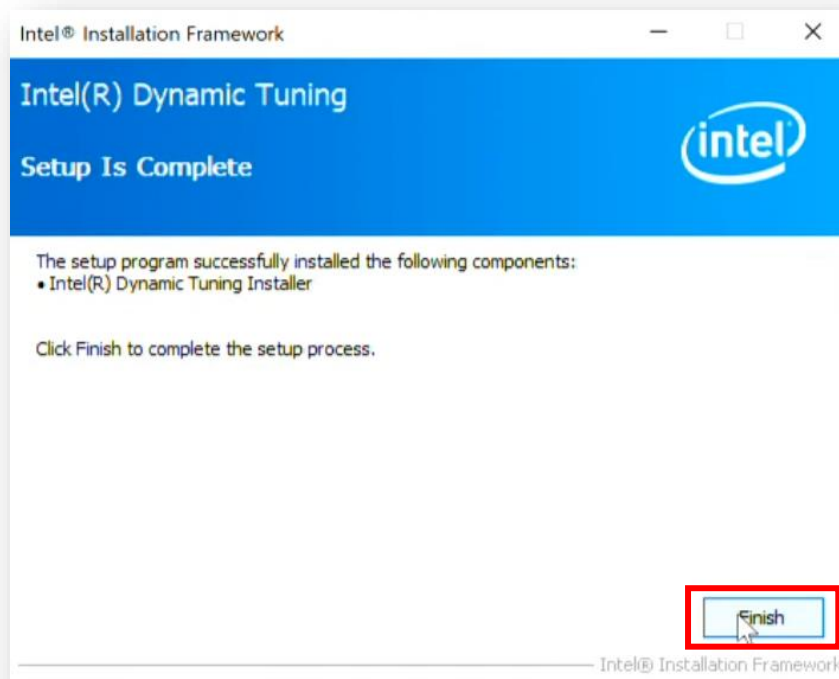 Intel® Installation Framework
Intel(R) Dynamic Tuning
intel
Setup Is Complete
The setup program successfully installed the following components:
• Intel(R) Dynamic Tuning Installer
Click Finish to complete the setup process.
Finish
Intel® Installation Framework